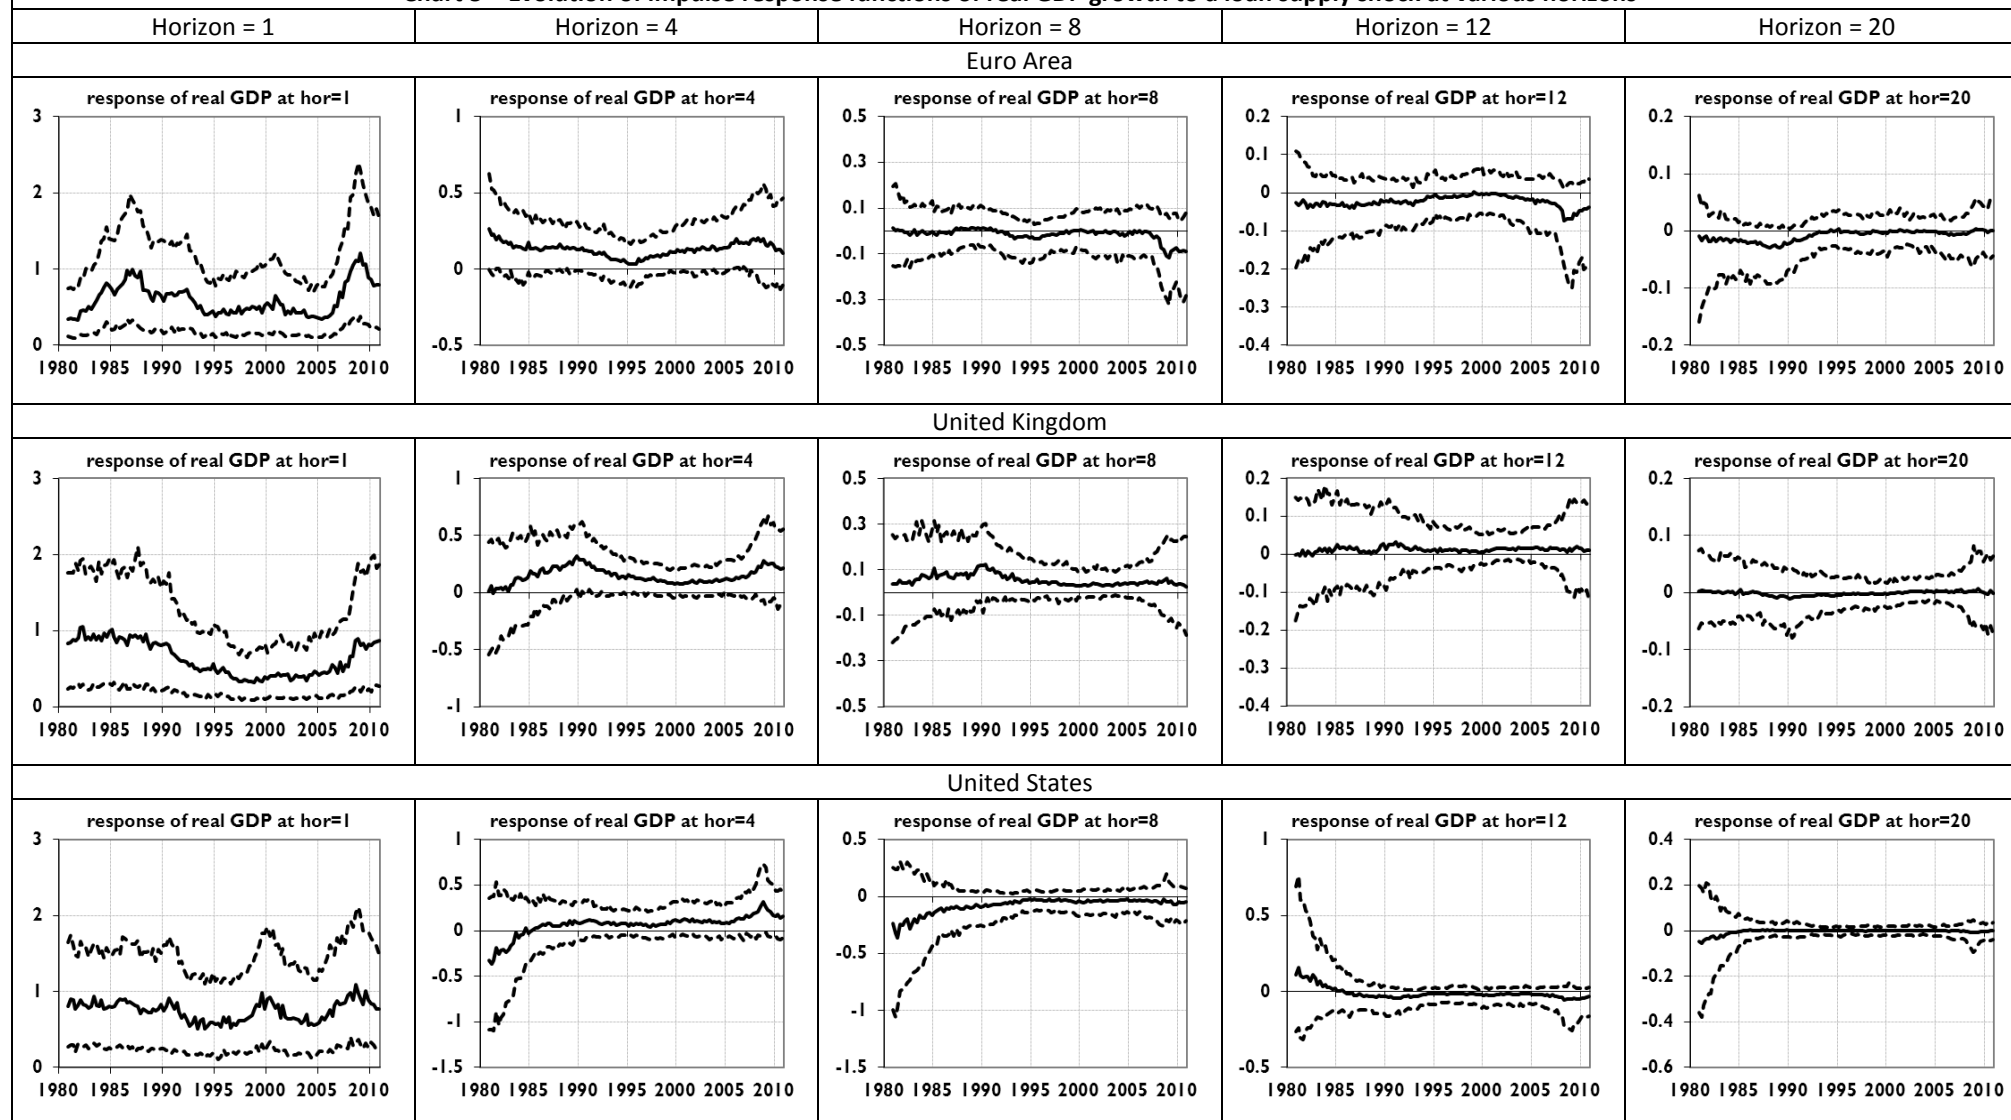 Chart 3 – Evolution of impulse response functions of real GDP growth to a loan supply shock at various horizons
Horizon = 1 Horizon = 4 Horizon = 8 Horizon = 12 Horizon = 20
Euro Area
response of real GDP at hor=1
3
2
1
0
1980 1985 1990 1995 2000 2005 2010
response of real GDP at hor=4
1
0.5
0
-0.5
1980 1985 1990 1995 2000 2005 2010
response of real GDP at hor=8
0.5
0.3
0.1
-0.1
-0.3
-0.5
1980 1985 1990 1995 2000 2005 2010
response of real GDP at hor=12
0.2
0.1
0
-0.1
-0.2
-0.3
-0.4
1980 1985 1990 1995 2000 2005 2010
response of real GDP at hor=20
0.2
0.1
0
-0.1
-0.2
1980 1985 1990 1995 2000 2005 2010
United Kingdom
response of real GDP at hor=1
3
2
1
0
1980 1985 1990 1995 2000 2005 2010
response of real GDP at hor=4
1
0.5
0
-0.5
-1
1980 1985 1990 1995 2000 2005 2010
response of real GDP at hor=8
0.5
0.3
0.1
-0.1
-0.3
-0.5
1980 1985 1990 1995 2000 2005 2010
response of real GDP at hor=12
0.2
0.1
0
-0.1
-0.2
-0.3
-0.4
1980 1985 1990 1995 2000 2005 2010
response of real GDP at hor=20
0.2
0.1
0
-0.1
-0.2
1980 1985 1990 1995 2000 2005 2010
United States
response of real GDP at hor=1
3
2
1
0
1980 1985 1990 1995 2000 2005 2010
response of real GDP at hor=4
1
0.5
0
-0.5
-1
-1.5
1980 1985 1990 1995 2000 2005 2010
response of real GDP at hor=8
0.5
0
-0.5
-1
-1.5
1980 1985 1990 1995 2000 2005 2010
response of real GDP at hor=12
1
0.5
0
-0.5
1980 1985 1990 1995 2000 2005 2010
response of real GDP at hor=20
0.4
0.2
0
-0.2
-0.4
-0.6
1980 1985 1990 1995 2000 2005 2010